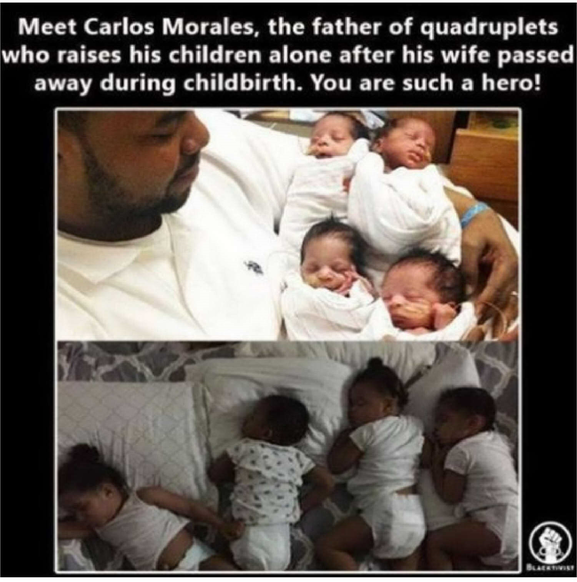 Meet Carlos Morales, the father of quadruplets
who raises his children alone after his wife passed
away during childbirth. You are such a hero!
BLACKTIVIST